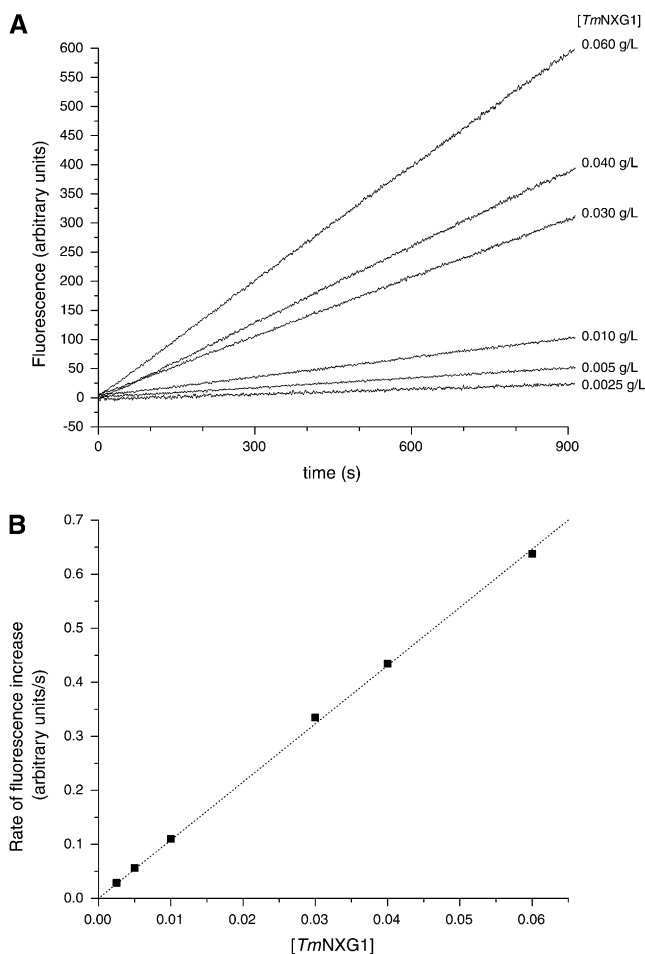 A
[TmNXG1]
600
550
500
450
400
350
300
250
200
150
100
50
0
-50
Fluorescence (arbitrary units)
0.060 g/L
0.040 g/L
0.030 g/L
0.010 g/L
0.005 g/L
0.0025 g/L
0
300
600
900
time (s)
B
0.7
0.6
0.5
0.4
0.3
0.2
0.1
0.0
Rate of fluorescence increase
(arbitrary units/s)
0.00
0.01
0.02
0.03
0.04
0.05
0.06
[TmNXG1]